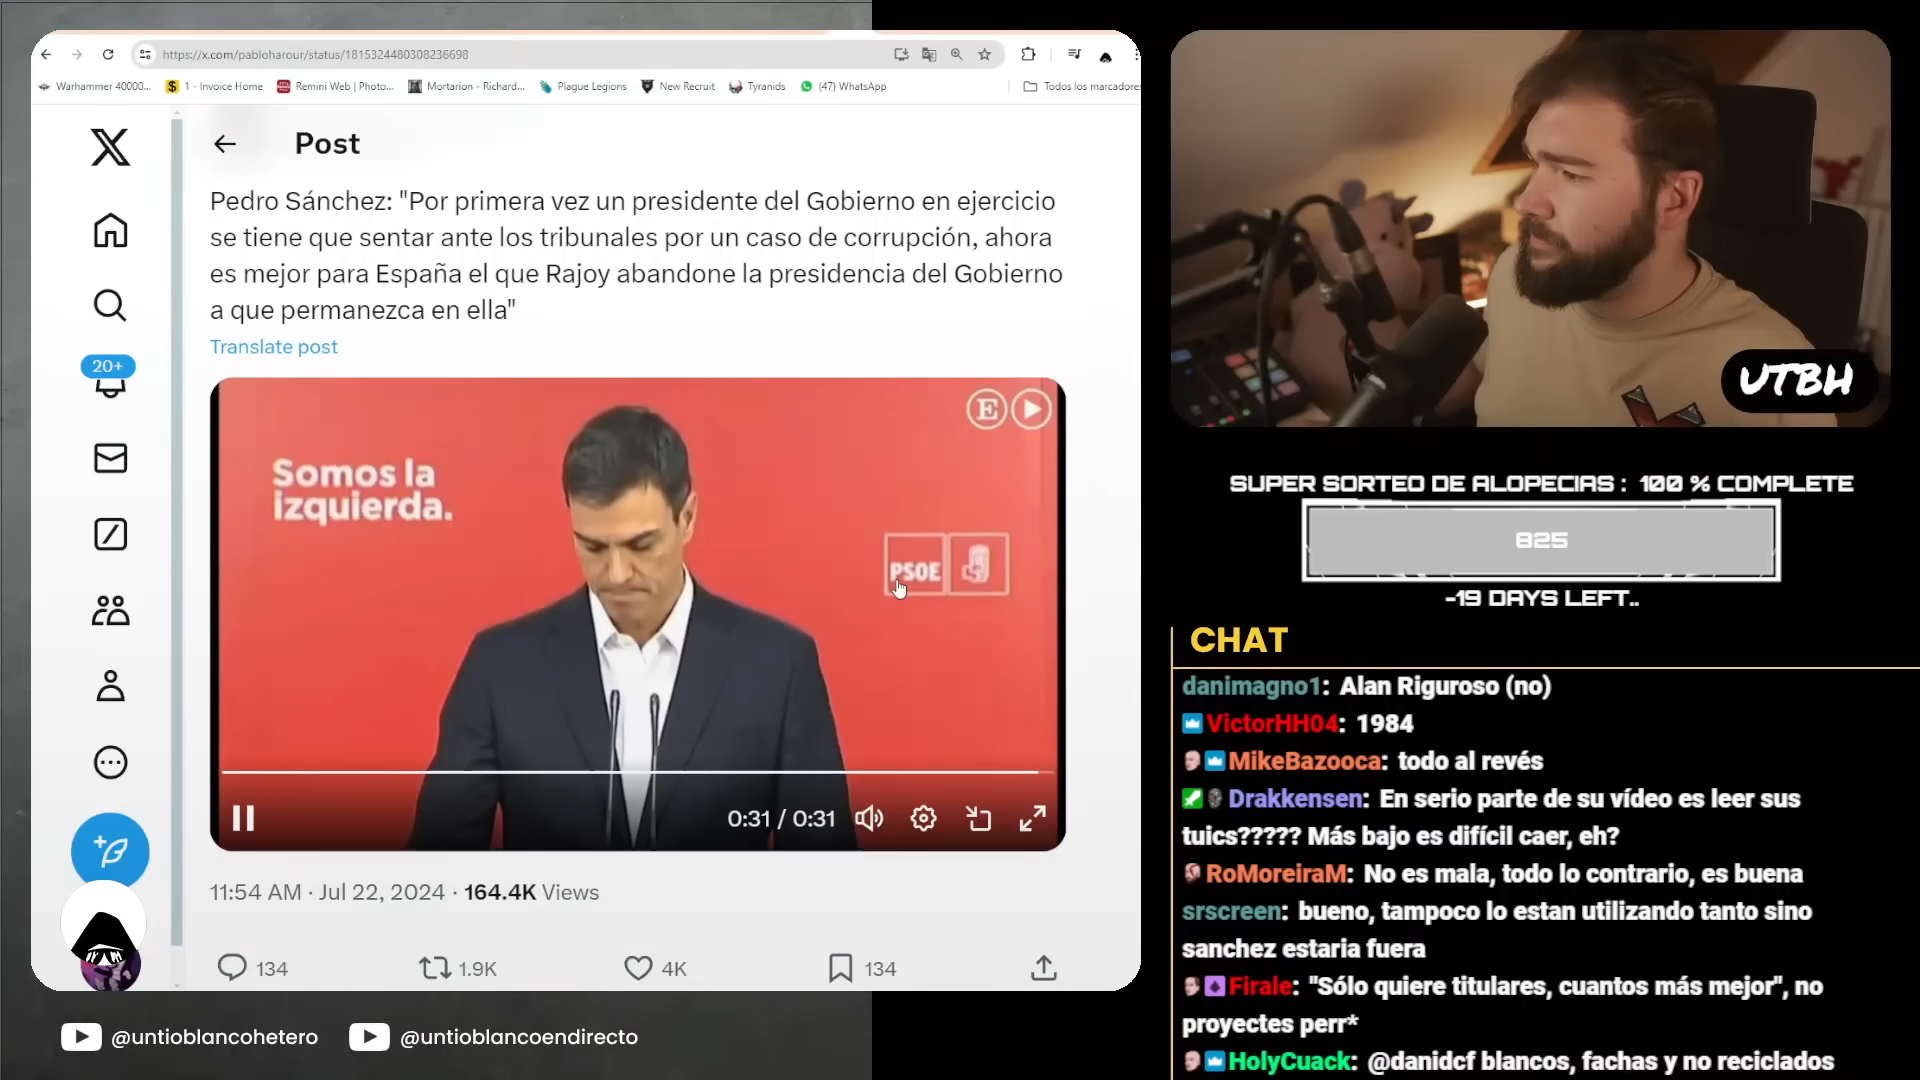 https://x.com/pabloharour/status/1815324480308236698
Warhammer 40000...
$ 1 - Invoice Home
Remini Web | Photo...
Mortarion - Richard...
Plague Legions
New Recruit
Tyranids
(47) WhatsApp
Todos los marcadores
Post
Pedro Sánchez: "Por primera vez un presidente del Gobierno en ejercicio
se tiene que sentar ante los tribunales por un caso de corrupción, ahora
es mejor para España el que Rajoy abandone la presidencia del Gobierno
a que permanezca en ella"
Translate post
20+
Somos la
izquierda.
E
PSOE
0:31 / 0:31
11:54 AM · Jul 22, 2024 · 164.4K Views
134
1.9K
4K
134
@untioblancohetero
@untioblancoendirecto
UTBH
SUPER SORTEO DE ALOPECIAS : 100 % COMPLETE
825
-19 DAYS LEFT..
CHAT
danimagno1: Alan Riguroso (no)
VictorHH04: 1984
MikeBazooca: todo al revés
Drakkensen: En serio parte de su vídeo es leer sus
tuics????? Más bajo es difícil caer, eh?
RoMoreiraM: No es mala, todo lo contrario, es buena
srscreen: bueno, tampoco lo estan utilizando tanto sino
sanchez estaria fuera
Firale: "Sólo quiere titulares, cuantos más mejor", no
proyectes perr*
HolyCuack: @danidcf blancos, fachas y no reciclados